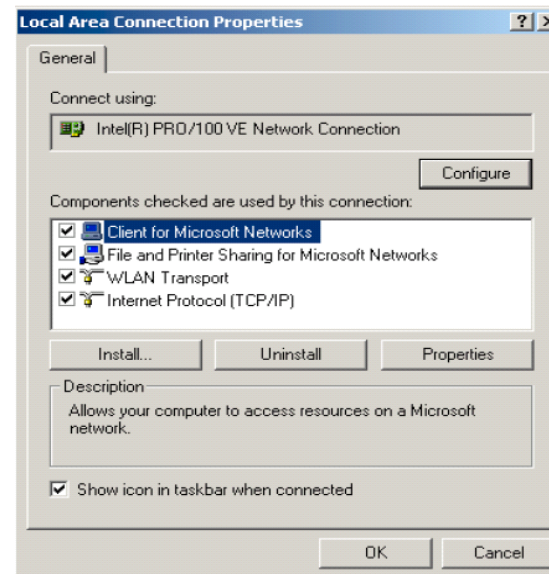 Local Area Connection Properties
General
Connect using:
Intel(R) PRO/100 VE Network Connection
Configure
Components checked are used by this connection:
Client for Microsoft Networks
File and Printer Sharing for Microsoft Networks
WLAN Transport
Internet Protocol (TCP/IP)
Install... Uninstall Properties
Description
Allows your computer to access resources on a Microsoft
network.
Show icon in taskbar when connected
OK Cancel